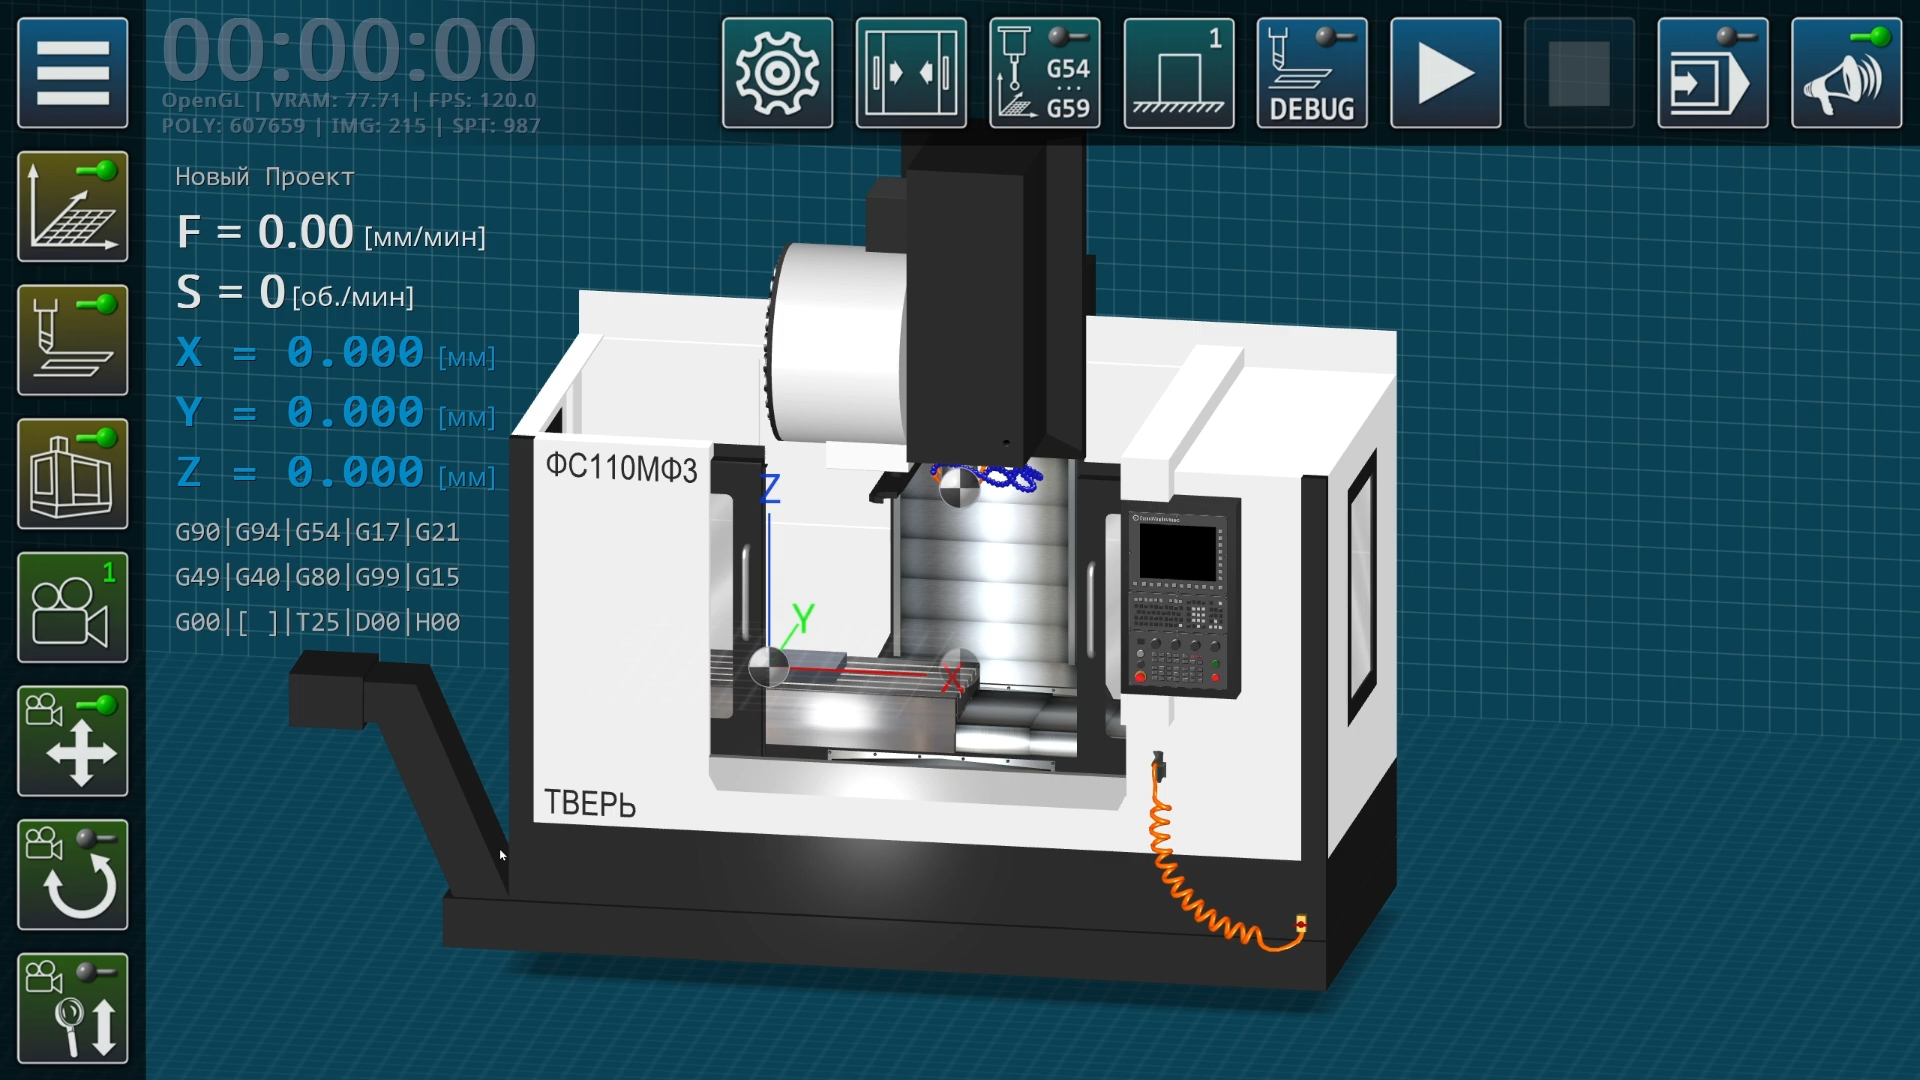 00:00:00
OpenGL | VRAM: 77.71 | FPS: 120.0
POLY: 607659 | IMG: 215 | SPT: 987
G54
...
G59
1
DEBUG
Новый Проект
F = 0.00 [мм/мин]
S = 0 [об./мин]
X = 0.000 [мм]
Y = 0.000 [мм]
Z = 0.000 [мм]
G90|G94|G54|G17|G21
G49|G40|G80|G99|G15
G00|[ ]|T25|D00|H00
1
ФС110МФ3
Z
Y
X
ТВЕРЬ